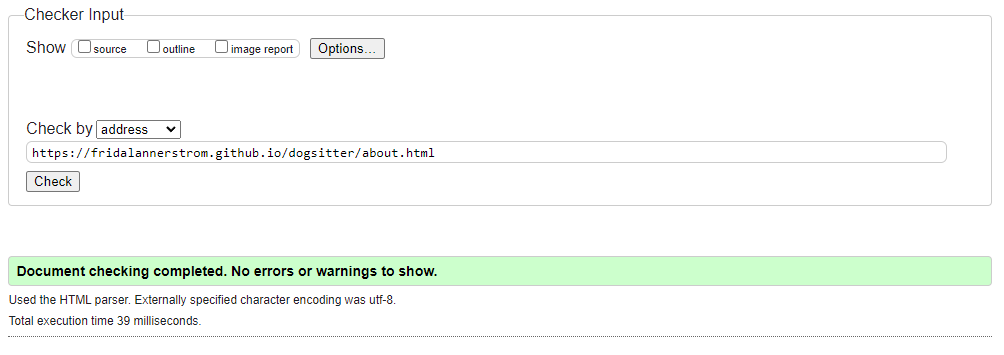 Checker Input
Show source outline image report Options...
Check by address
https://fridalannerstrom.github.io/dogsitter/about.html
Check
Document checking completed. No errors or warnings to show.
Used the HTML parser. Externally specified character encoding was utf-8.
Total execution time 39 milliseconds.